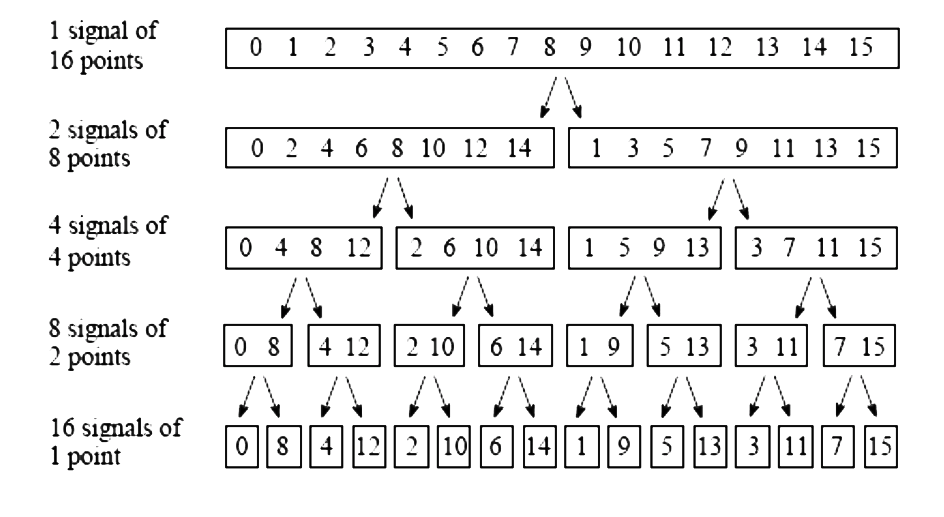 1 signal of
16 points
0 1 2 3 4 5 6 7 8 9 10 11 12 13 14 15
2 signals of
8 points
0 2 4 6 8 10 12 14 1 3 5 7 9 11 13 15
4 signals of
4 points
0 4 8 12 2 6 10 14 1 5 9 13 3 7 11 15
8 signals of
2 points
0 8 4 12 2 10 6 14 1 9 5 13 3 11 7 15
16 signals of
1 point
0 8 4 12 2 10 6 14 1 9 5 13 3 11 7 15